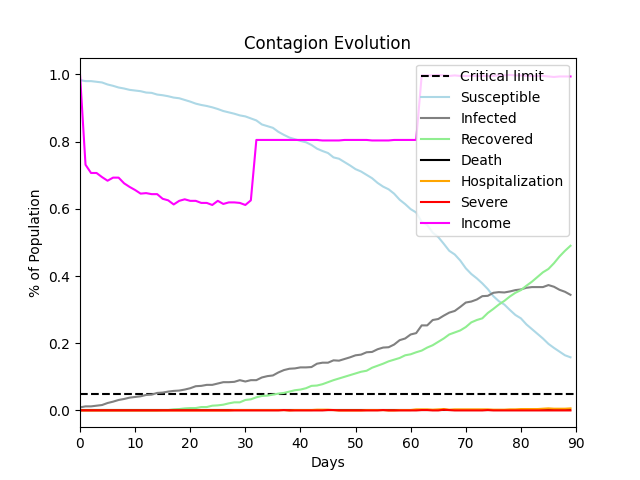 Contagion Evolution
1.0
0.8
0.6
0.4
0.2
0.0
% of Population
Critical limit
Susceptible
Infected
Recovered
Death
Hospitalization
Severe
Income
0 10 20 30 40 50 60 70 80 90
Days